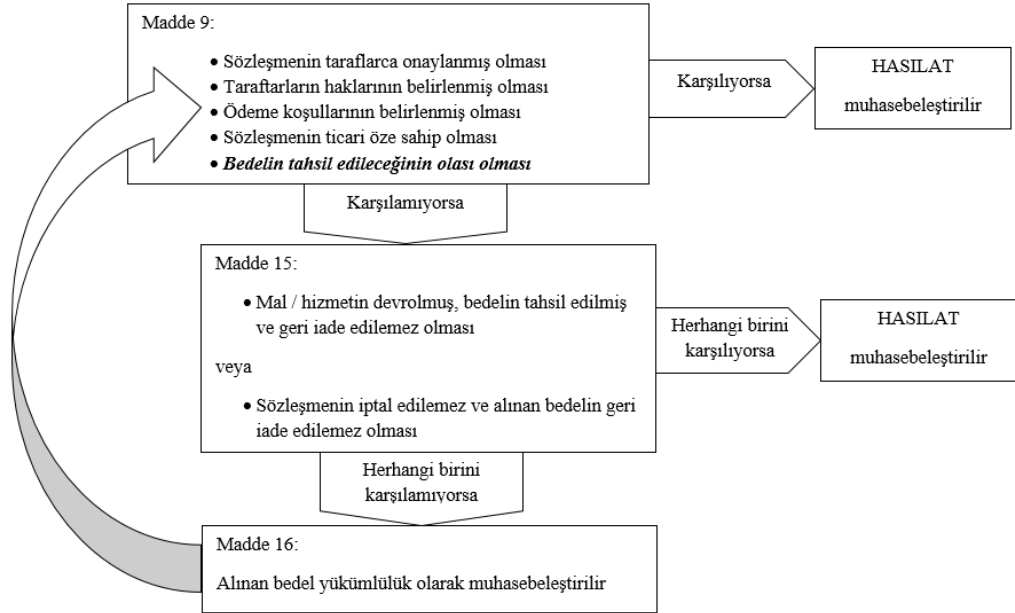 Madde 9:
• Sözleşmenin taraflarca onaylanmış olması
• Taraftarların haklarının belirlenmiş olması
• Ödeme koşullarının belirlenmiş olması
• Sözleşmenin ticari öze sahip olması
• Bedelin tahsil edileceğinin olası olması
Karşılıyorsa
HASILAT
muhasebeleştirilir
Karşılamıyorsa
Madde 15:
• Mal / hizmetin devrolmuş, bedelin tahsil edilmiş
ve geri iade edilemez olması
veya
• Sözleşmenin iptal edilemez ve alınan bedelin geri
iade edilemez olması
Herhangi birini
karşılıyorsa
HASILAT
muhasebeleştirilir
Herhangi birini
karşılamıyorsa
Madde 16:
Alınan bedel yükümlülük olarak muhasebeleştirilir